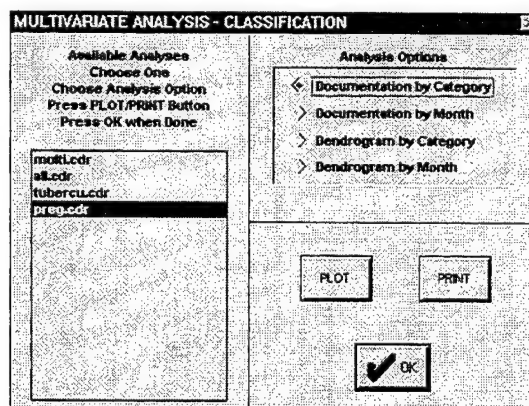 MULTIVARIATE ANALYSIS - CLASSIFICATION
Available Analyses
Choose One
Choose Analysis Option
Press PLOT/PRINT Button
Press OK when Done
multi.cdr
all.cdr
tubercu.cdr
preg.cdr
Analysis Options
Documentation by Category
Documentation by Month
Dendrogram by Category
Dendrogram by Month
PLOT
PRINT
OK